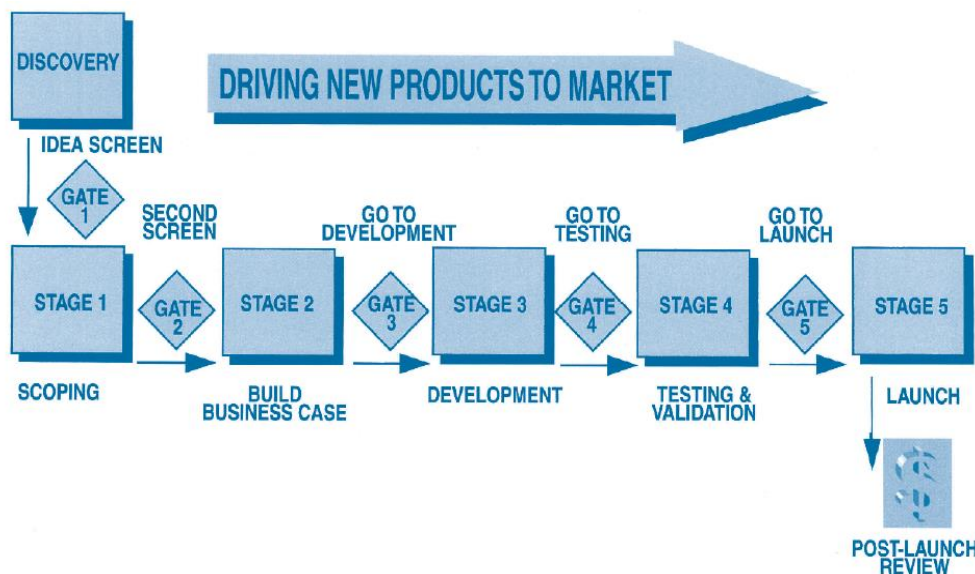 DISCOVERY
DRIVING NEW PRODUCTS TO MARKET
IDEA SCREEN
GATE
1
SECOND
SCREEN
GO TO
DEVELOPMENT
GO TO
TESTING
GO TO
LAUNCH
STAGE 1
GATE
2
STAGE 2
GATE
3
STAGE 3
GATE
4
STAGE 4
GATE
5
STAGE 5
SCOPING
BUILD
BUSINESS CASE
DEVELOPMENT
TESTING &
VALIDATION
LAUNCH
$
POST-LAUNCH
REVIEW